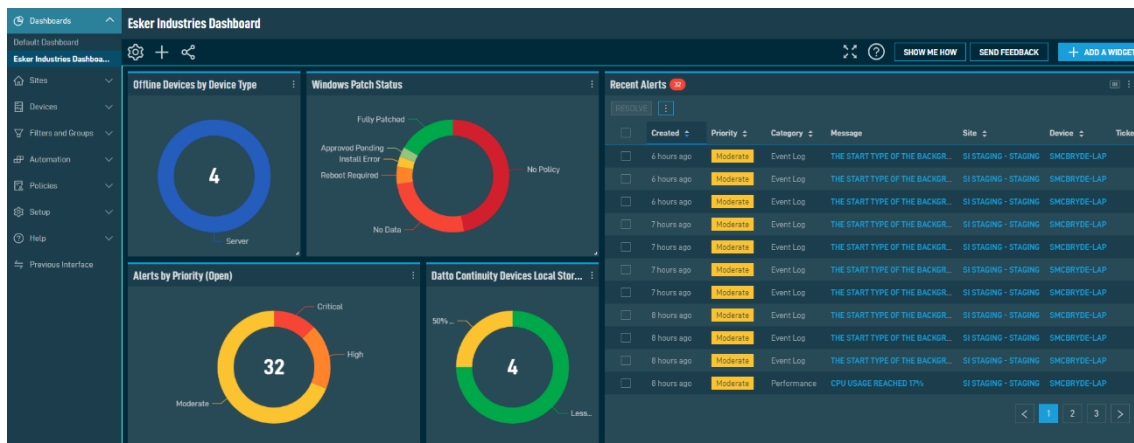 Dashboards
Default Dashboard
Esker Industries Dashboa...
Sites
Devices
Filters and Groups
Automation
Policies
Setup
Help
Previous Interface
Esker Industries Dashboard
SHOW ME HOW
SEND FEEDBACK
ADD A WIDGET
Offline Devices by Device Type
4
Server
Windows Patch Status
Fully Patched
Approved Pending
Install Error
Reboot Required
No Data
No Policy
Alerts by Priority (Open)
32
Critical
High
Moderate
Datto Continuity Devices Local Stor...
50% ...
4
Less...
Recent Alerts 32
RESOLVE
Created Priority Category Message Site Device Ticke
6 hours ago Moderate Event Log THE START TYPE OF THE BACKGR... SI STAGING - STAGING SMCBRYDE-LAP
6 hours ago Moderate Event Log THE START TYPE OF THE BACKGR... SI STAGING - STAGING SMCBRYDE-LAP
6 hours ago Moderate Event Log THE START TYPE OF THE BACKGR... SI STAGING - STAGING SMCBRYDE-LAP
7 hours ago Moderate Event Log THE START TYPE OF THE BACKGR... SI STAGING - STAGING SMCBRYDE-LAP
7 hours ago Moderate Event Log THE START TYPE OF THE BACKGR... SI STAGING - STAGING SMCBRYDE-LAP
7 hours ago Moderate Event Log THE START TYPE OF THE BACKGR... SI STAGING - STAGING SMCBRYDE-LAP
7 hours ago Moderate Event Log THE START TYPE OF THE BACKGR... SI STAGING - STAGING SMCBRYDE-LAP
8 hours ago Moderate Event Log THE START TYPE OF THE BACKGR... SI STAGING - STAGING SMCBRYDE-LAP
8 hours ago Moderate Event Log THE START TYPE OF THE BACKGR... SI STAGING - STAGING SMCBRYDE-LAP
8 hours ago Moderate Event Log THE START TYPE OF THE BACKGR... SI STAGING - STAGING SMCBRYDE-LAP
8 hours ago Moderate Performance CPU USAGE REACHED 17% SI STAGING - STAGING SMCBRYDE-LAP
< 1 2 3 >